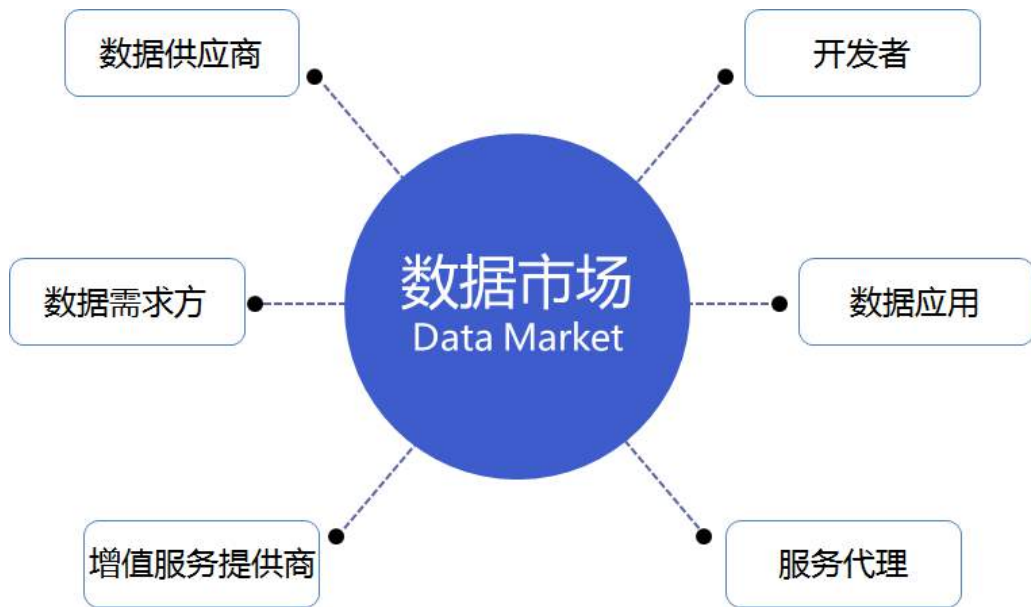 数据供应商
开发者
数据市场
Data Market
数据需求方
数据应用
增值服务提供商
服务代理